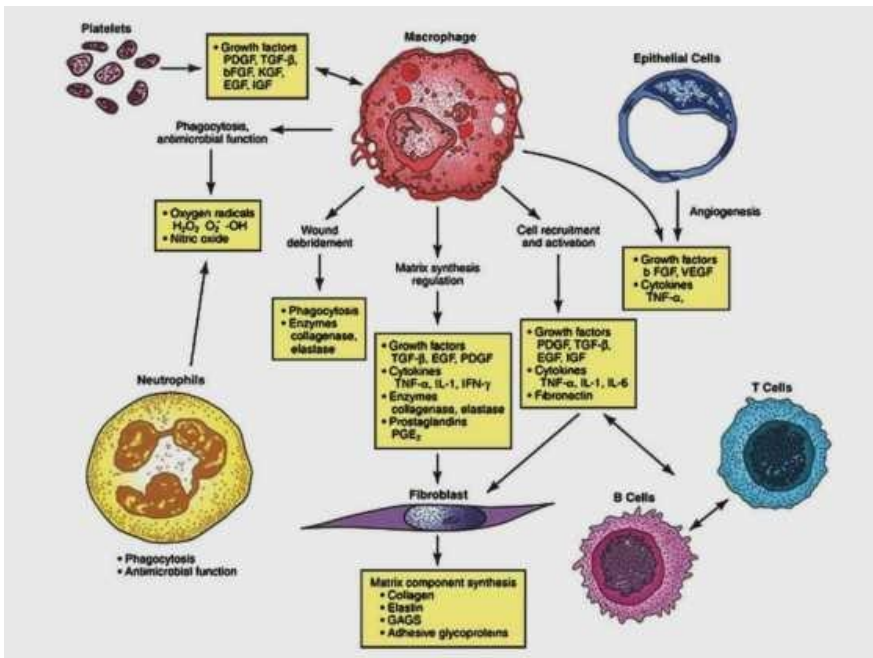 Platelets
• Growth factors
PDGF, TGF-β,
bFGF, KGF,
EGF, IGF
Macrophage
Epithelial Cells
Phagocytosis,
antimicrobial function
• Oxygen radicals
H₂O₂ O₂⁻ -OH
• Nitric oxide
Wound
debridement
Matrix synthesis
regulation
Cell recruitment
and activation
Angiogenesis
• Growth factors
b FGF, VEGF
• Cytokines
TNF-α,
• Phagocytosis
• Enzymes
collagenase,
elastase
• Growth factors
TGF-β, EGF, PDGF
• Cytokines
TNF-α, IL-1, IFN-γ
• Enzymes
collagenase, elastase
• Prostaglandins
PGE₂
• Growth factors
PDGF, TGF-β,
EGF, IGF
• Cytokines
TNF-α, IL-1, IL-6
• Fibronectin
Neutrophils
• Phagocytosis
• Antimicrobial function
T Cells
B Cells
Fibroblast
Matrix component synthesis
• Collagen
• Elastin
• GAGS
• Adhesive glycoproteins